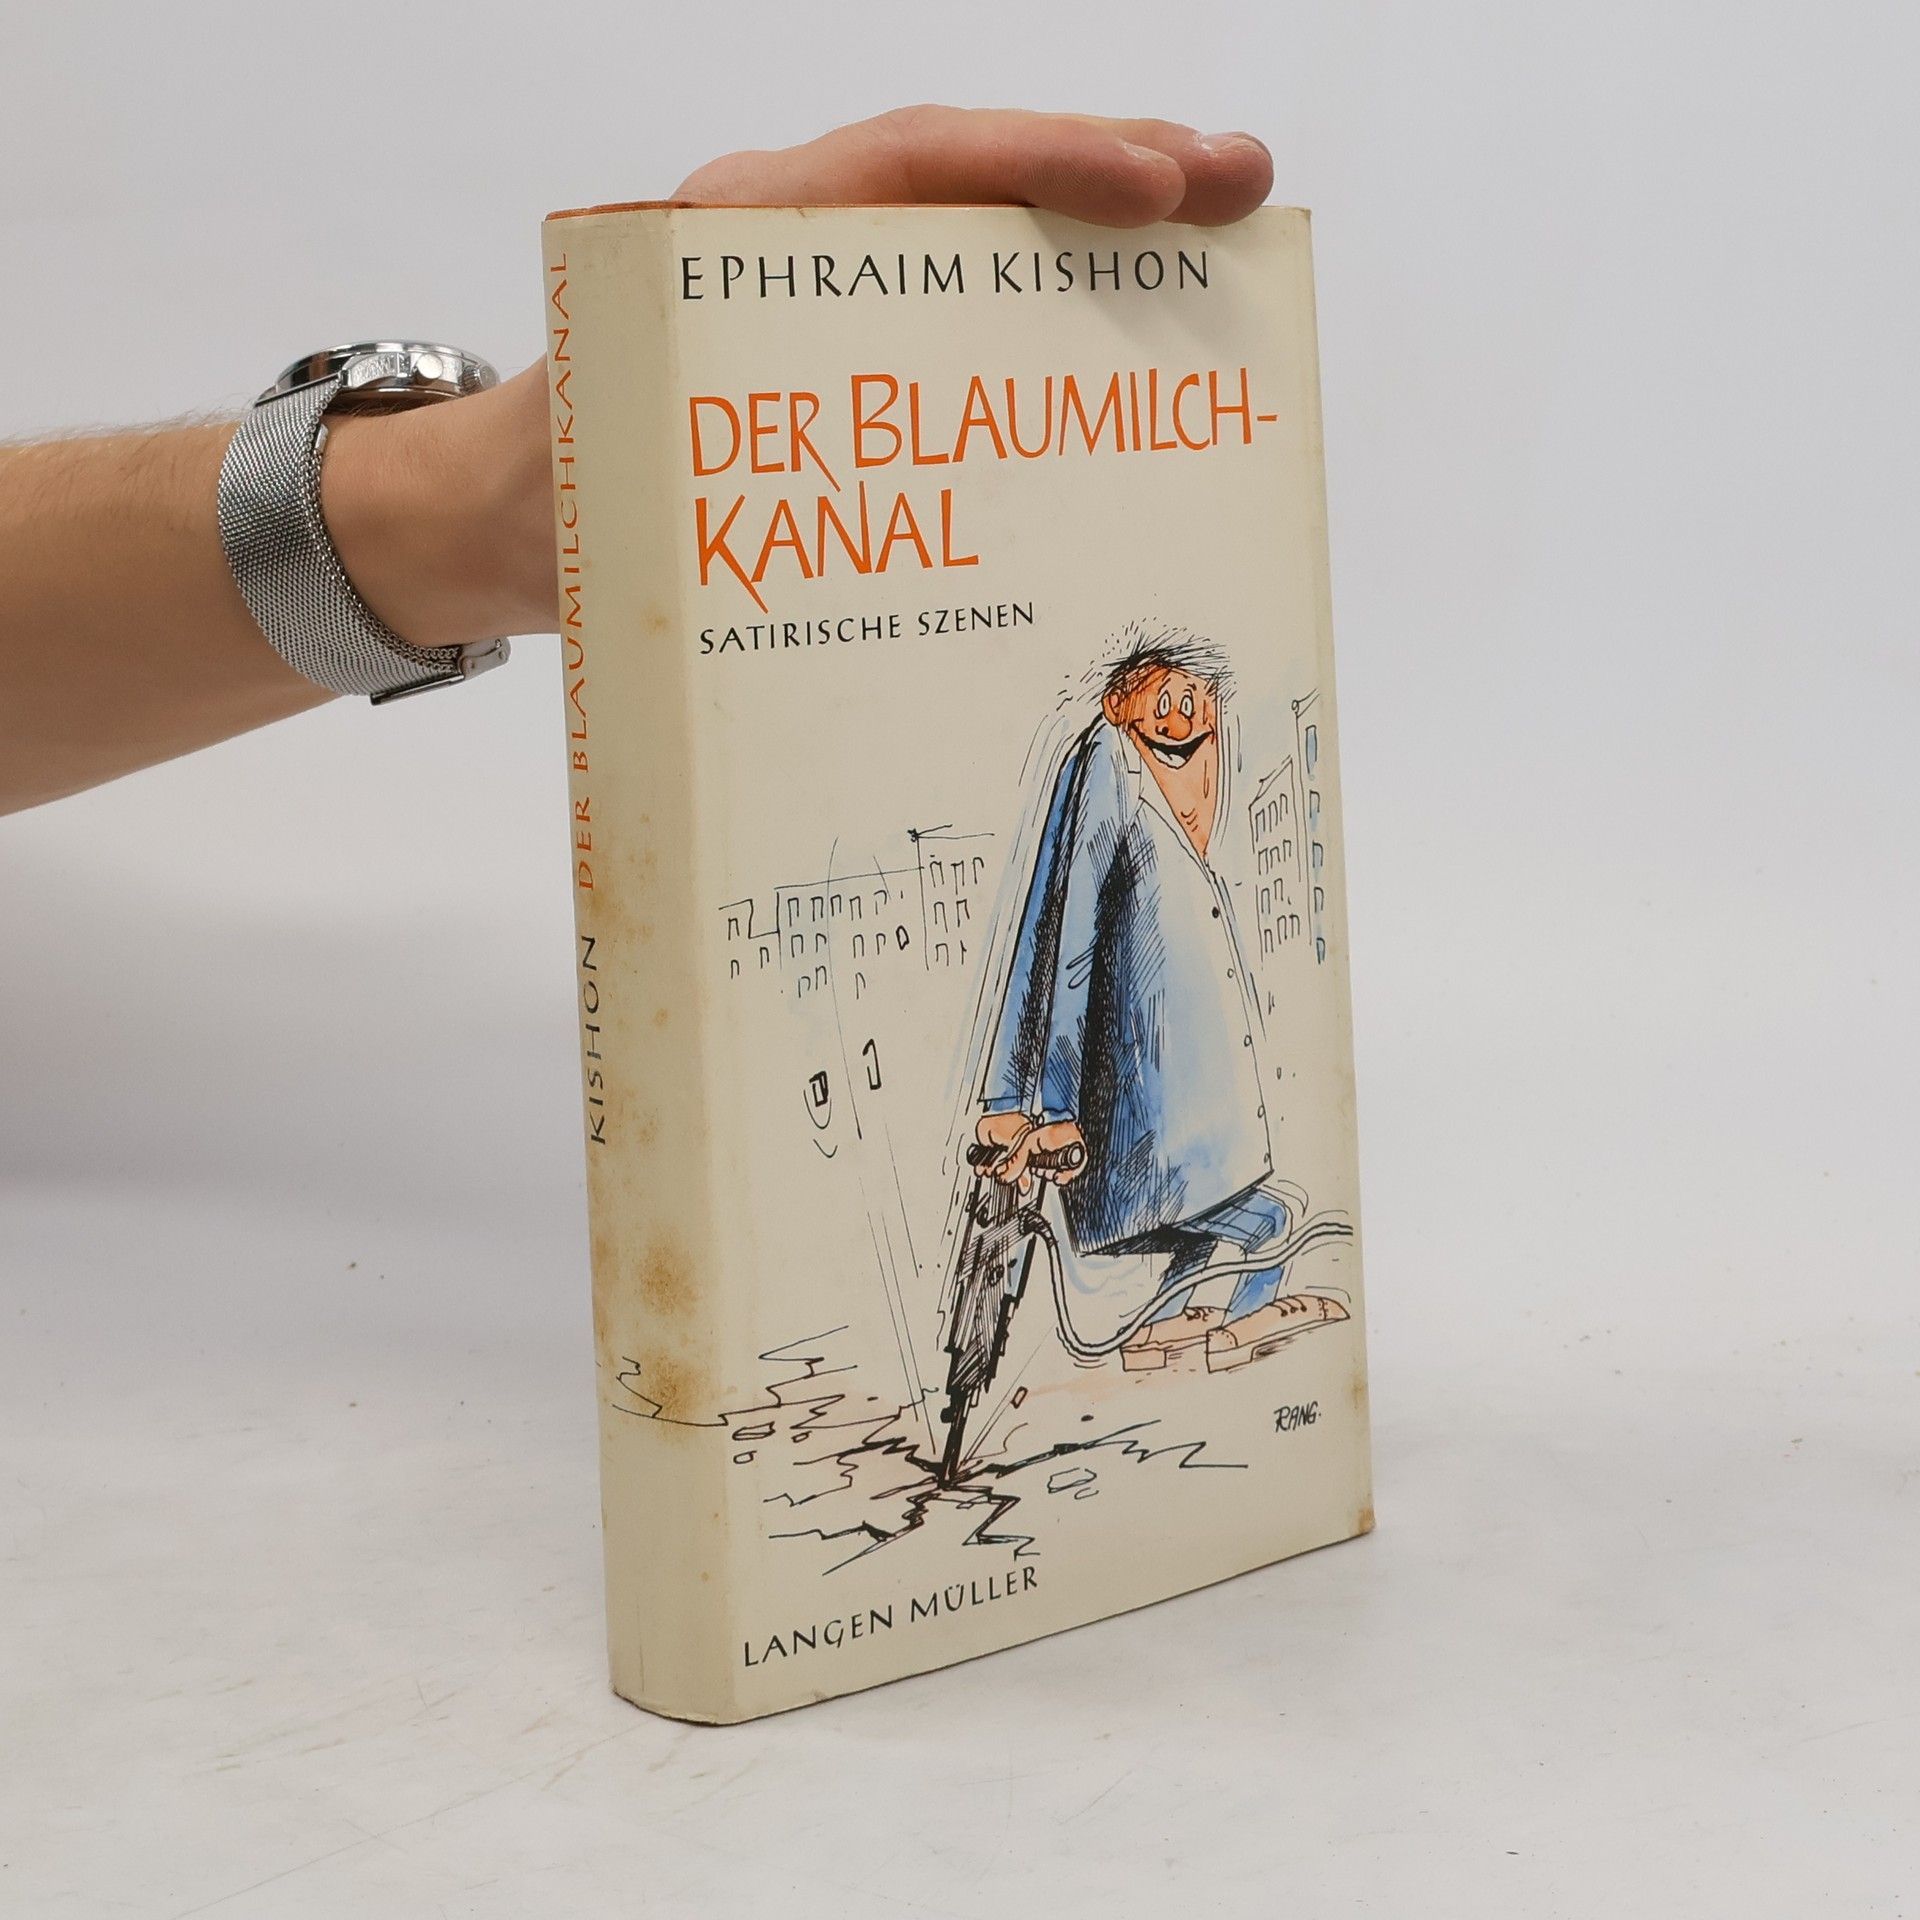 EPHRAIM KISHON
DER BLAUMILCH-
KANAL
SATIRISCHE SZENEN
RANG.
LANGEN MÜLLER
KISHON DER BLAUMILCHKANAL